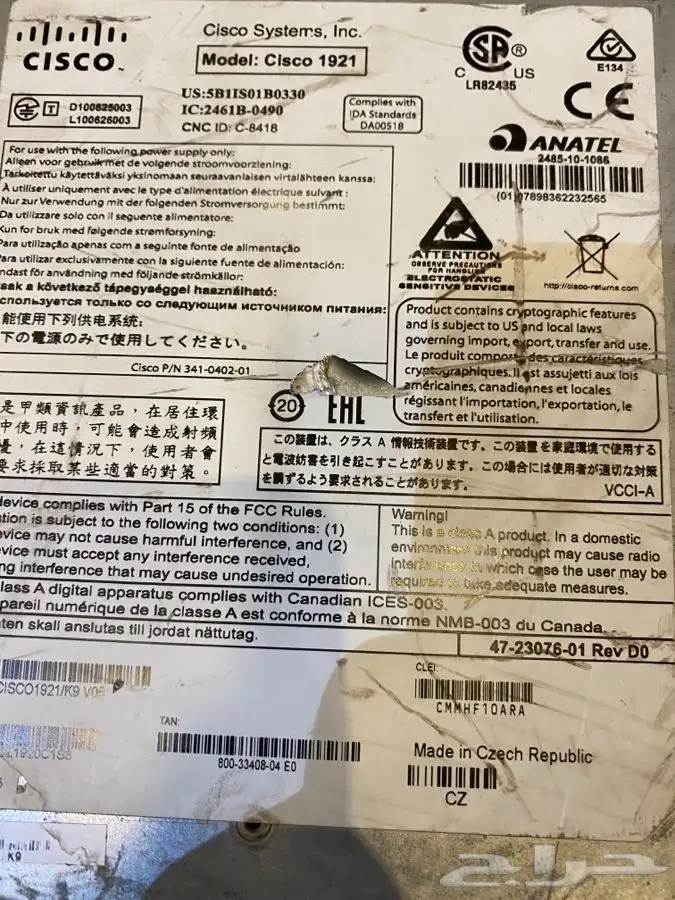 CISCO
Cisco Systems, Inc.
Model: Cisco 1921
US:5B1IS01B0330
IC:2461B-0490
CNC ID: C-8418
T D100625003
L100626003
Complies with
IDA Standards
DA00518
SA ®
C US
LR82435
E134
CE
ANATEL
2485-10-1086
(01)07898362232565
For use with the following power supply only:
Alleen voor gebruik met de volgende stroomvoorziening:
Tarkoitettu käytettäväksi yksinomaan seuraavanlaisen virtalähteen kanssa:
À utiliser uniquement avec le type d'alimentation électrique suivant :
Nur zur Verwendung mit der folgenden Stromversorgung bestimmt:
Da utilizzare solo con il seguente alimentatore:
Kun for bruk med følgende strømforsyning:
Para utilização apenas com a seguinte fonte de alimentação
Para utilizar exclusivamente con la siguiente fuente de alimentación:
ndast för användning med följande strömkällor:
sak a következő tápegységgel használható:
спользуется только со следующим источником питания:
能使用下列供电系统:
下の電源のみで使用してください。
Cisco P/N 341-0402-01
ATTENTION
OBSERVE PRECAUTIONS
FOR HANDLING
ELECTROSTATIC
SENSITIVE DEVICES
http://cisco-returns.com
Product contains cryptographic features
and is subject to US and local laws
governing import, export, transfer and use.
Le produit comporte des caractéristiques
cryptographiques. Il est assujetti aux lois
américaines, canadiennes et locales
régissant l'importation, l'exportation, le
transfert et l'utilisation.
20
EAC
是甲類資訊產品，在居住環
中使用時，可能會造成射頻
擾，在這情況下，使用者會
要求採取某些適當的對策。
この装置は、クラス A 情報技術装置です。この装置を家庭環境で使用する
と電波妨害を引き起こすことがあります。この場合には使用者が適切な対策
を講ずるよう要求されることがあります。
VCCI-A
device complies with Part 15 of the FCC Rules.
tion is subject to the following two conditions: (1)
evice may not cause harmful interference, and (2)
evice must accept any interference received,
ng interference that may cause undesired operation.
Warning!
This is a class A product. In a domestic
environment this product may cause radio
interference in which case the user may be
required to take adequate measures.
lass A digital apparatus complies with Canadian ICES-003.
pareil numérique de la classe A est conforme à la norme NMB-003 du Canada.
ten skall anslutas till jordat nättutag.
47-23076-01 Rev D0
CISCO1921/K9 V05
CLEI:
CMMHF10ARA
TAN:
800-33408-04 E0
Made in Czech Republic
CZ
K9
حراج